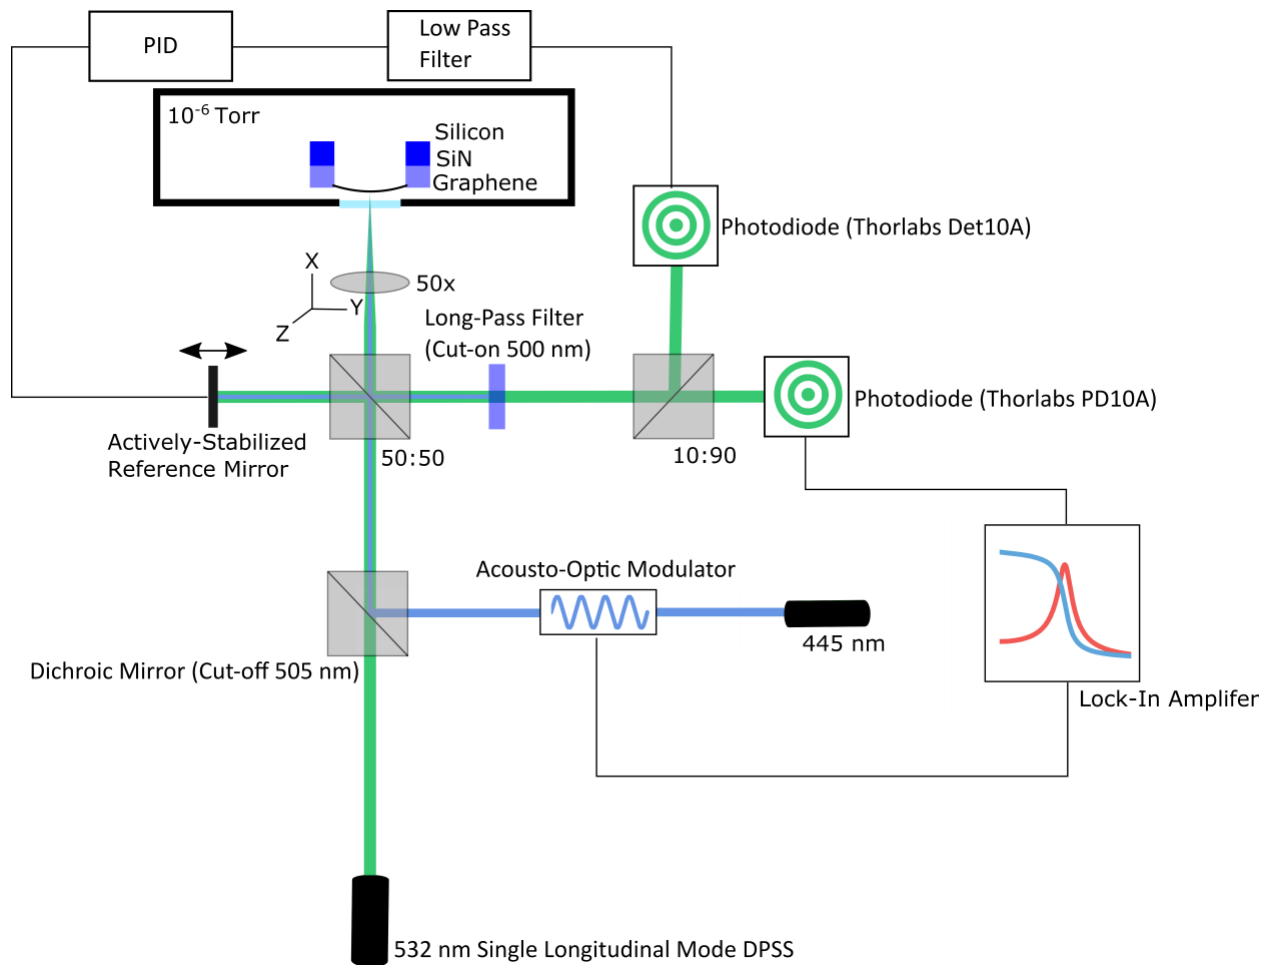 PID
Low Pass
Filter
10⁻⁶ Torr
Silicon
SiN
Graphene
Photodiode (Thorlabs Det10A)
50x
X
Y
Z
Long-Pass Filter
(Cut-on 500 nm)
Actively-Stabilized
Reference Mirror
50:50
10:90
Photodiode (Thorlabs PD10A)
Acousto-Optic Modulator
445 nm
Dichroic Mirror (Cut-off 505 nm)
Lock-In Amplifer
532 nm Single Longitudinal Mode DPSS